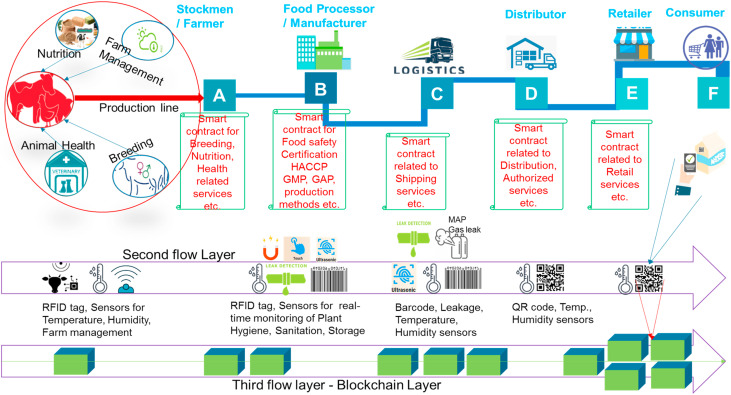 Stockmen
/ Farmer
Food Processor
/ Manufacturer
LOGISTICS
Distributor
Retailer
Consumer
Nutrition
Farm
Management
Production line
Animal Health
Breeding
VETERINARY
A
B
C
D
E
F
Smart
contract for
Breeding,
Nutrition,
Health
related
services
etc.
Smart
contract for
Food safety
Certification
HACCP
GMP, GAP,
production
methods etc.
Smart
contract
related to
Shipping
services etc.
Smart
contract
related to
Distribution,
Authorized
services etc.
Smart
contract
related to
Retail
services
etc.
Second flow Layer
Touch
Ultrasonic
LEAK DETECTION
LEAK DETECTION
MAP
Gas leak
Ultrasonic
RFID tag, Sensors for
Temperature, Humidity,
Farm management
RFID tag, Sensors for real-
time monitoring of Plant
Hygiene, Sanitation, Storage
Barcode, Leakage,
Temperature,
Humidity sensors
QR code, Temp.,
Humidity sensors
Third flow layer - Blockchain Layer